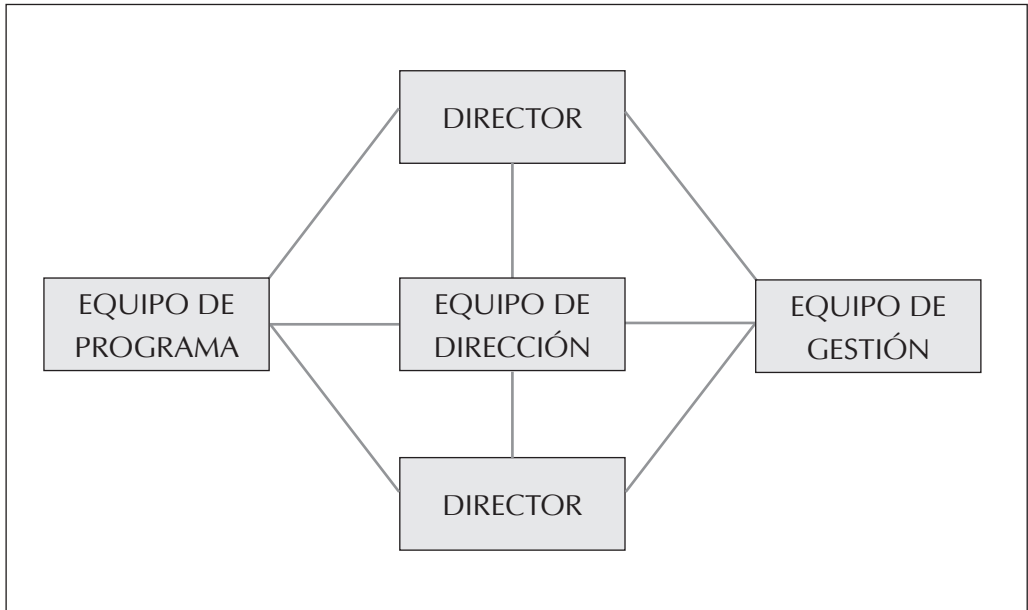 DIRECTOR
EQUIPO DE
PROGRAMA
EQUIPO DE
DIRECCIÓN
EQUIPO DE
GESTIÓN
DIRECTOR